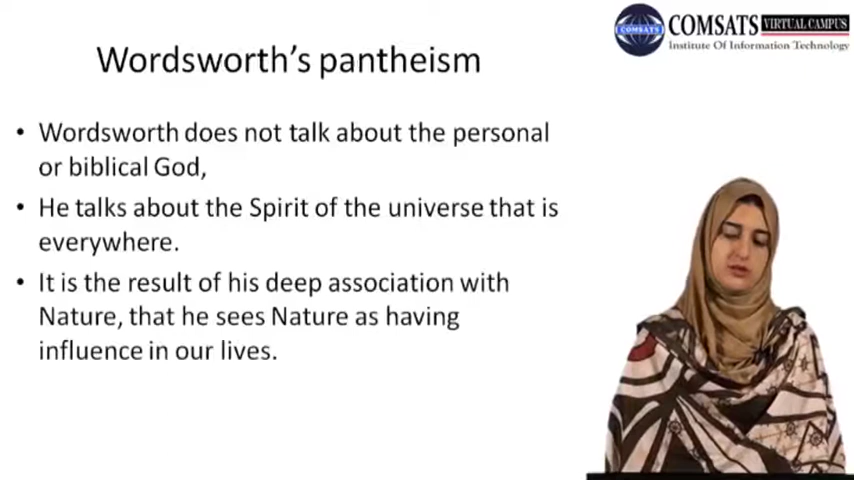 COMSATS VIRTUAL CAMPUS
COMSATS
Institute Of Information Technology
Wordsworth's pantheism
• Wordsworth does not talk about the personal
or biblical God,
• He talks about the Spirit of the universe that is
everywhere.
• It is the result of his deep association with
Nature, that he sees Nature as having
influence in our lives.